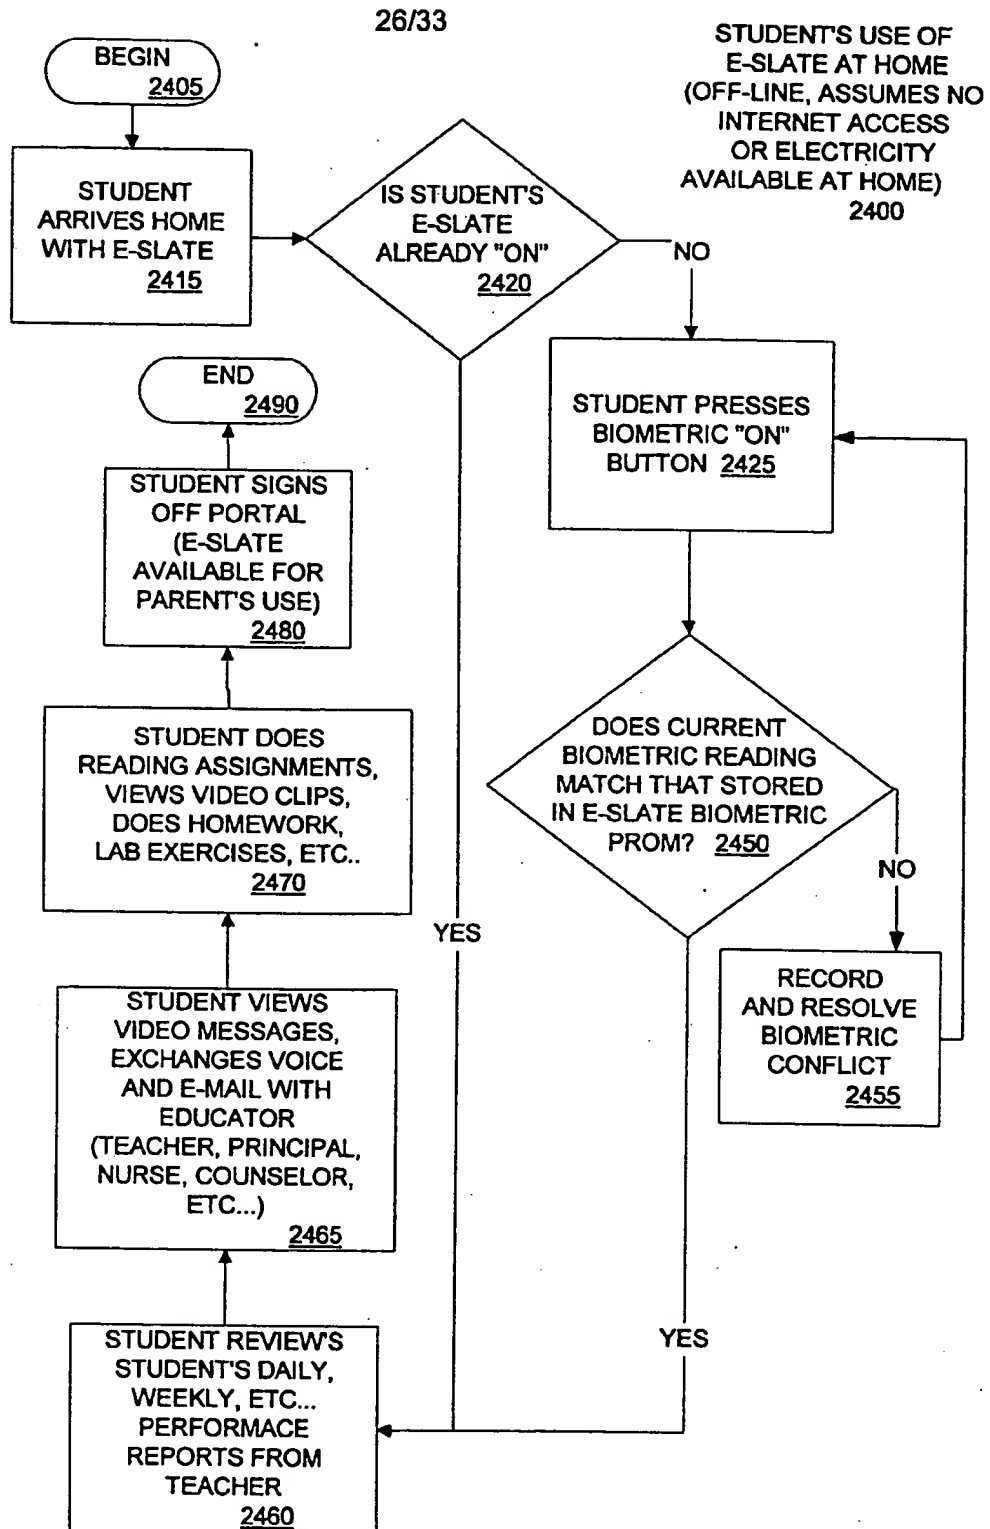 26/33
STUDENT'S USE OF
E-SLATE AT HOME
(OFF-LINE, ASSUMES NO
INTERNET ACCESS
OR ELECTRICITY
AVAILABLE AT HOME)
2400
BEGIN
2405
STUDENT
ARRIVES HOME
WITH E-SLATE
2415
IS STUDENT'S
E-SLATE
ALREADY "ON"
2420
NO
STUDENT PRESSES
BIOMETRIC "ON"
BUTTON 2425
DOES CURRENT
BIOMETRIC READING
MATCH THAT STORED
IN E-SLATE BIOMETRIC
PROM? 2450
NO
RECORD
AND RESOLVE
BIOMETRIC
CONFLICT
2455
YES
YES
STUDENT REVIEW'S
STUDENT'S DAILY,
WEEKLY, ETC...
PERFORMACE
REPORTS FROM
TEACHER
2460
STUDENT VIEWS
VIDEO MESSAGES,
EXCHANGES VOICE
AND E-MAIL WITH
EDUCATOR
(TEACHER, PRINCIPAL,
NURSE, COUNSELOR,
ETC...)
2465
STUDENT DOES
READING ASSIGNMENTS,
VIEWS VIDEO CLIPS,
DOES HOMEWORK,
LAB EXERCISES, ETC..
2470
STUDENT SIGNS
OFF PORTAL
(E-SLATE
AVAILABLE FOR
PARENT'S USE)
2480
END
2490